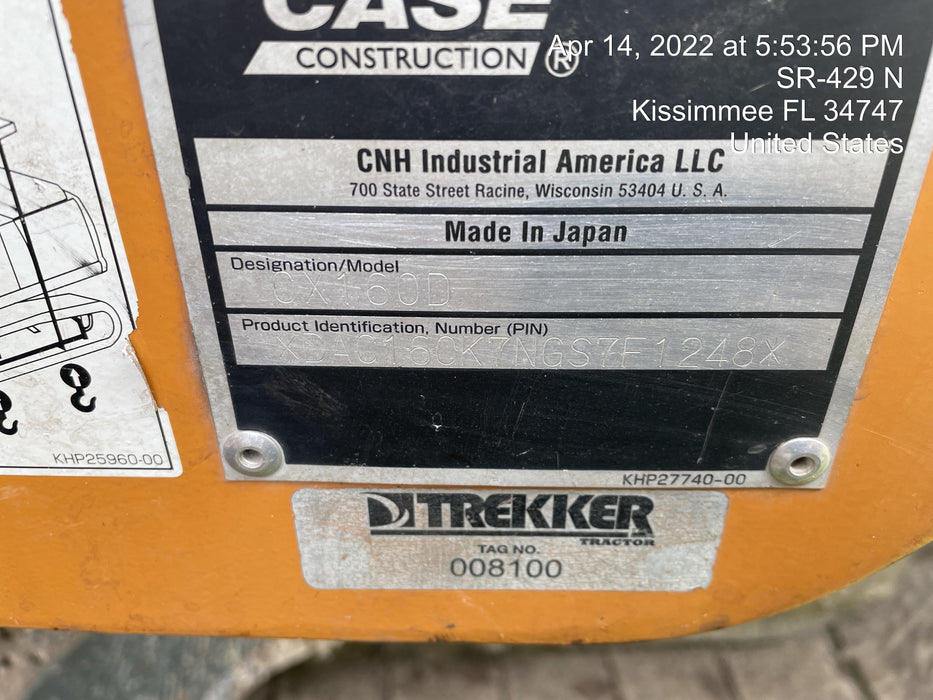 CASE
CONSTRUCTION ®
Apr 14, 2022 at 5:53:56 PM
SR-429 N
Kissimmee FL 34747
United States
CNH Industrial America LLC
700 State Street Racine, Wisconsin 53404 U. S. A.
Made In Japan
Designation/Model
CX160D
Product Identification, Number (PIN)
KHP25960-00
KHP27740-00
TREKKER
TRACTOR
TAG NO.
008100